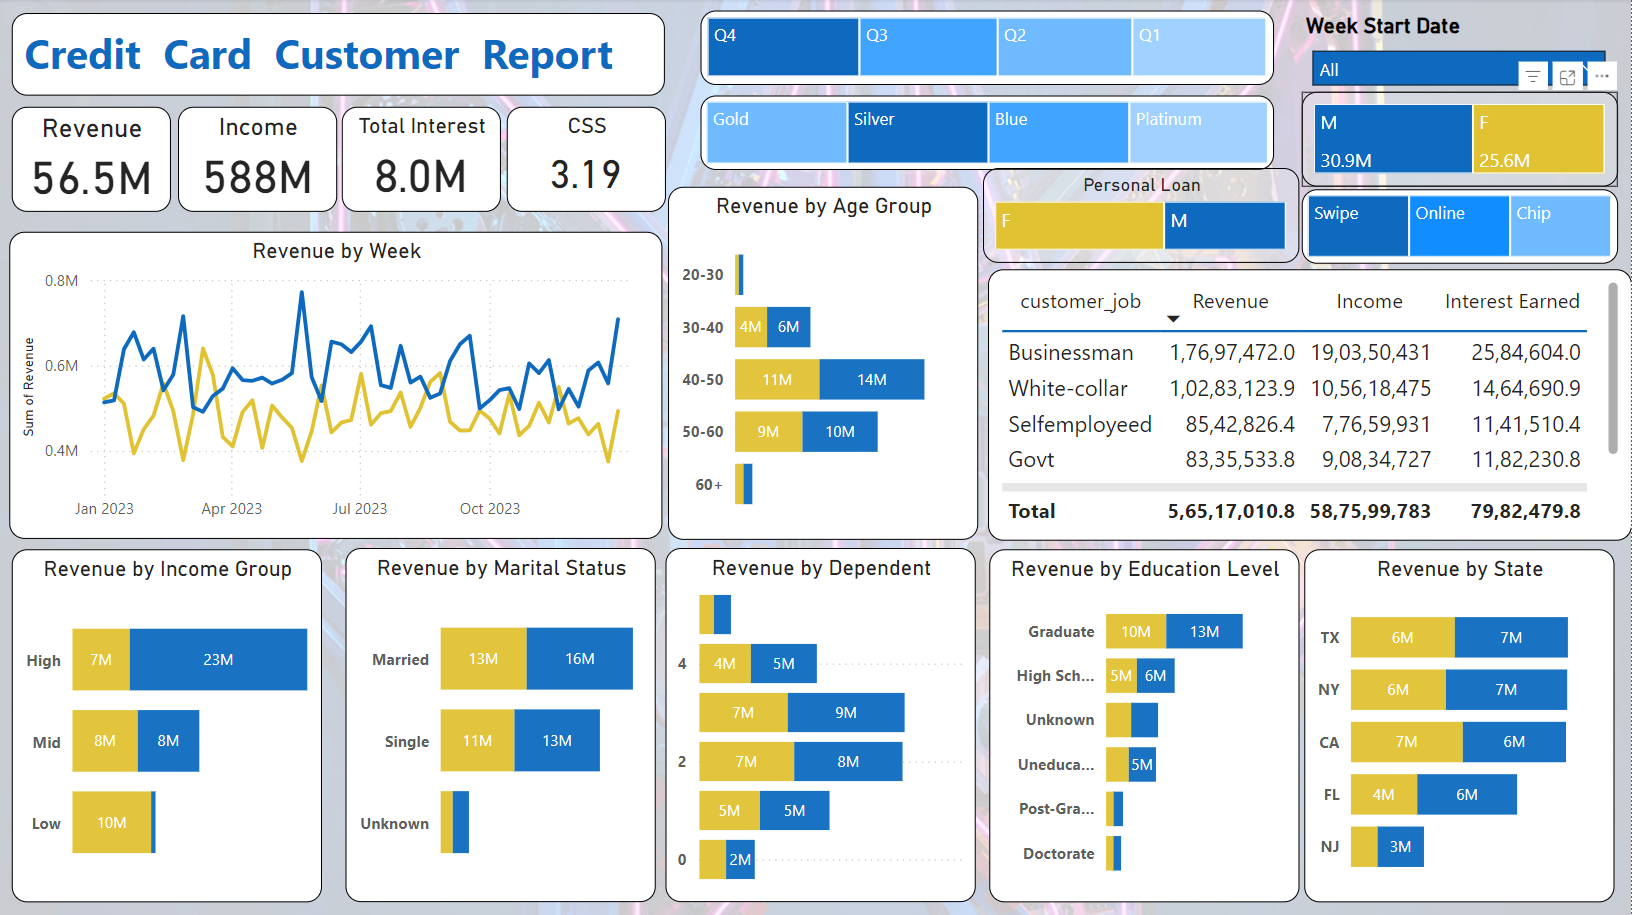 Credit Card Customer Report
Q4
Q3
Q2
Q1
Week Start Date
All
Gold
Silver
Blue
Platinum
M
30.9M
F
25.6M
Revenue
56.5M
Income
588M
Total Interest
8.0M
CSS
3.19
Personal Loan
F
M
Swipe
Online
Chip
Revenue by Week
Sum of Revenue
0.8M
0.6M
0.4M
Jan 2023
Apr 2023
Jul 2023
Oct 2023
Revenue by Age Group
20-30
30-40 4M 6M
40-50 11M 14M
50-60 9M 10M
60+
customer_job Revenue Income Interest Earned
Businessman 1,76,97,472.0 19,03,50,431 25,84,604.0
White-collar 1,02,83,123.9 10,56,18,475 14,64,690.9
Selfemployeed 85,42,826.4 7,76,59,931 11,41,510.4
Govt 83,35,533.8 9,08,34,727 11,82,230.8
Total 5,65,17,010.8 58,75,99,783 79,82,479.8
Revenue by Income Group
High 7M 23M
Mid 8M 8M
Low 10M
Revenue by Marital Status
Married 13M 16M
Single 11M 13M
Unknown
Revenue by Dependent
4 4M 5M
7M 9M
2 7M 8M
5M 5M
0 2M
Revenue by Education Level
Graduate 10M 13M
High Sch... 5M 6M
Unknown
Uneduca... 5M
Post-Gra...
Doctorate
Revenue by State
TX 6M 7M
NY 6M 7M
CA 7M 6M
FL 4M 6M
NJ 3M